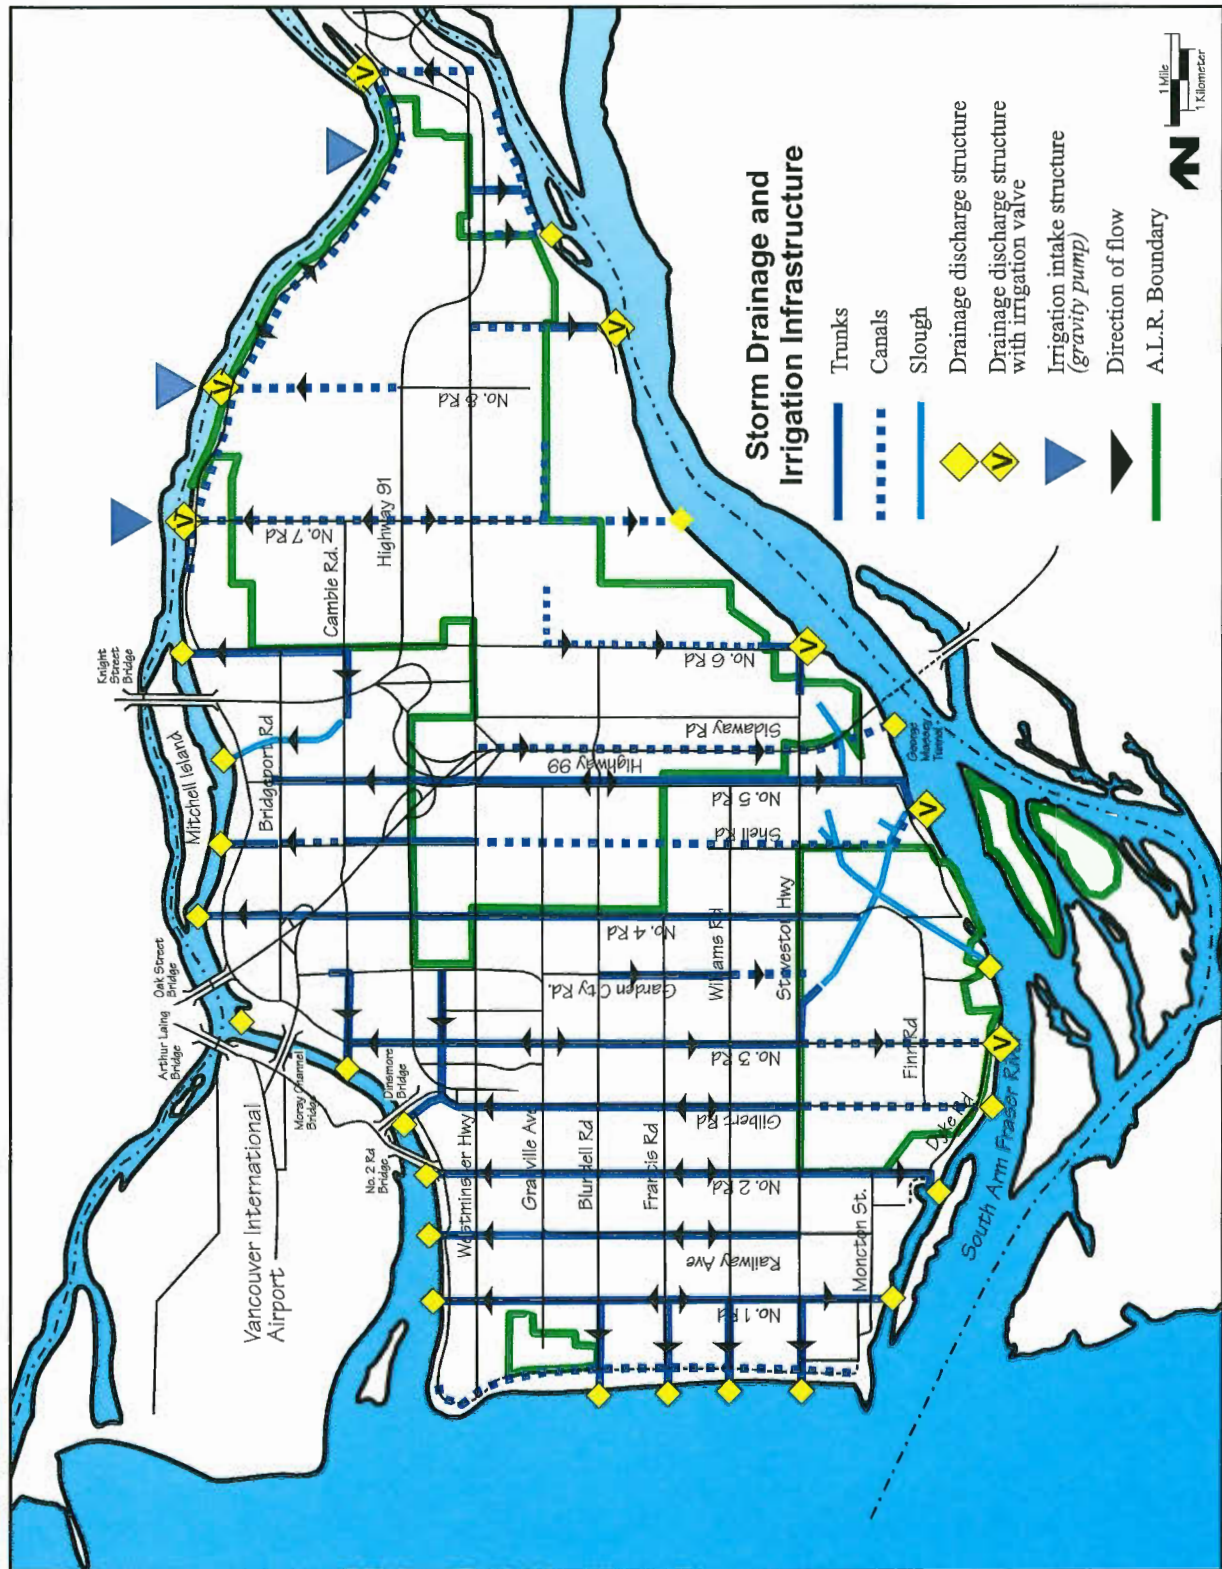 Storm Drainage and
Irrigation Infrastructure
Trunks
Canals
Slough
Drainage discharge structure
Drainage discharge structure
with irrigation valve
Irrigation intake structure
(gravity pump)
Direction of flow
A.L.R. Boundary
1 Mile
1 Kilometer
N
V
V
V
V
V
V
V
V
Knight
Street
Bridge
Mitchell Island
Bridgeport Rd
Cambie Rd.
Highway 91
No. 7 Rd
No. 8 Rd
No. 6 Rd
Sidaway Rd
Highway 99
No. 5 Rd
Shell Rd
No. 4 Rd
Garden City Rd.
No. 3 Rd
Gilbert Rd
No. 2 Rd
Railway Ave
No. 1 Rd
Oak Street
Bridge
Arthur Laing
Bridge
Moray Channel
Bridge
Dinsmore
Bridge
No. 2 Rd
Bridge
Vancouver International
Airport
Westminster Hwy
Granville Ave
Blundell Rd
Francis Rd
Williams Rd
Steveston Hwy
Finn Rd
Dyke Rd
Moncton St.
George
Massey
Tunnel
South Arm Fraser River